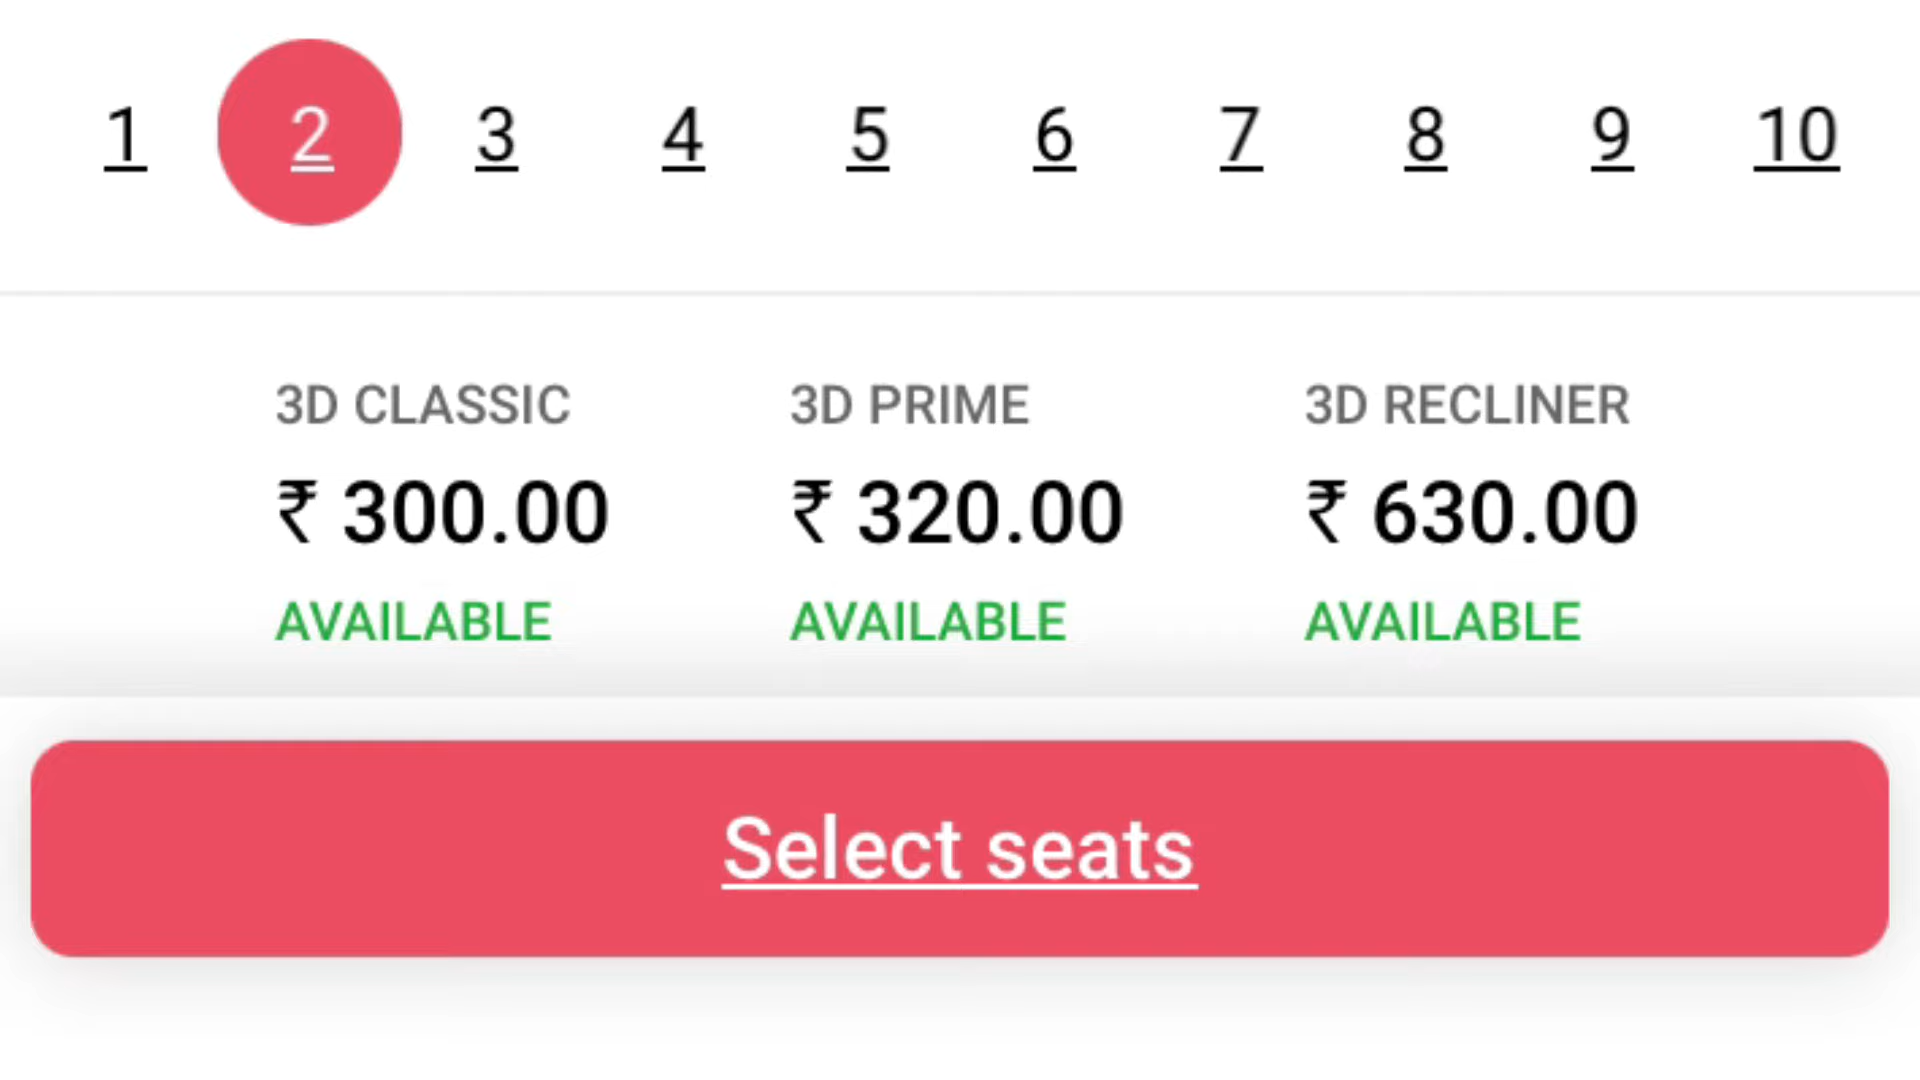 1 2 3 4 5 6 7 8 9 10
3D CLASSIC 3D PRIME 3D RECLINER
₹ 300.00 ₹ 320.00 ₹ 630.00
AVAILABLE AVAILABLE AVAILABLE
Select seats